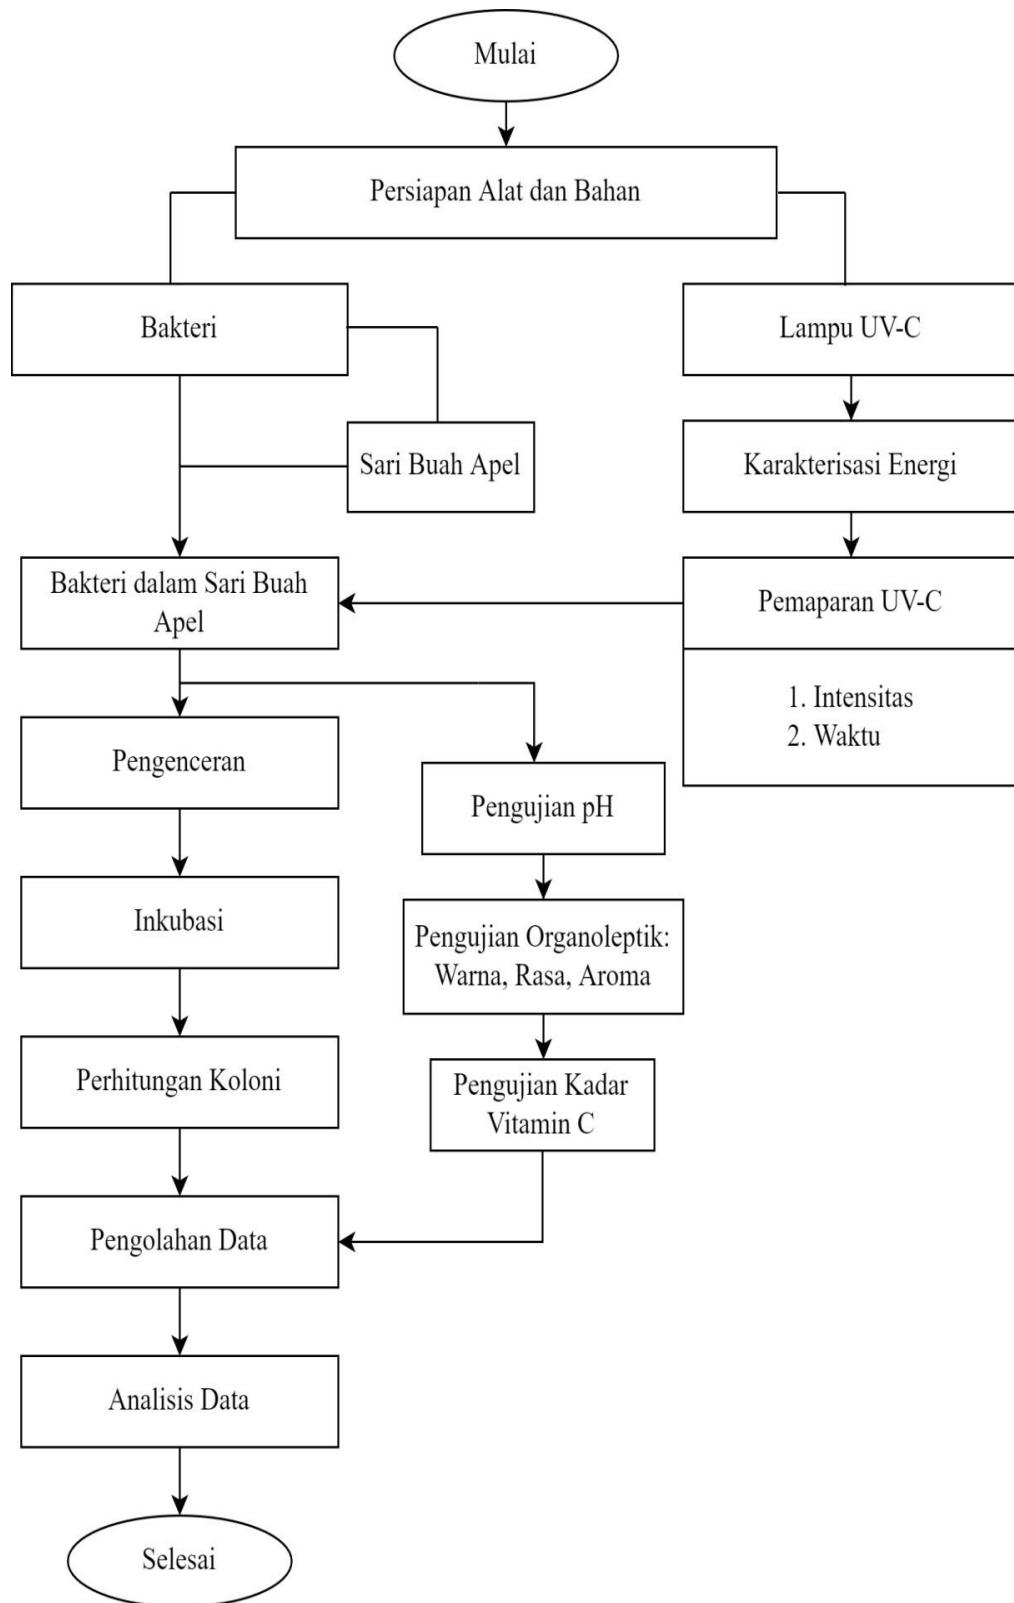 Mulai
Persiapan Alat dan Bahan
Bakteri
Lampu UV-C
Sari Buah Apel
Karakterisasi Energi
Bakteri dalam Sari Buah
Apel
Pemaparan UV-C
1. Intensitas
2. Waktu
Pengenceran
Pengujian pH
Inkubasi
Pengujian Organoleptik:
Warna, Rasa, Aroma
Perhitungan Koloni
Pengujian Kadar
Vitamin C
Pengolahan Data
Analisis Data
Selesai